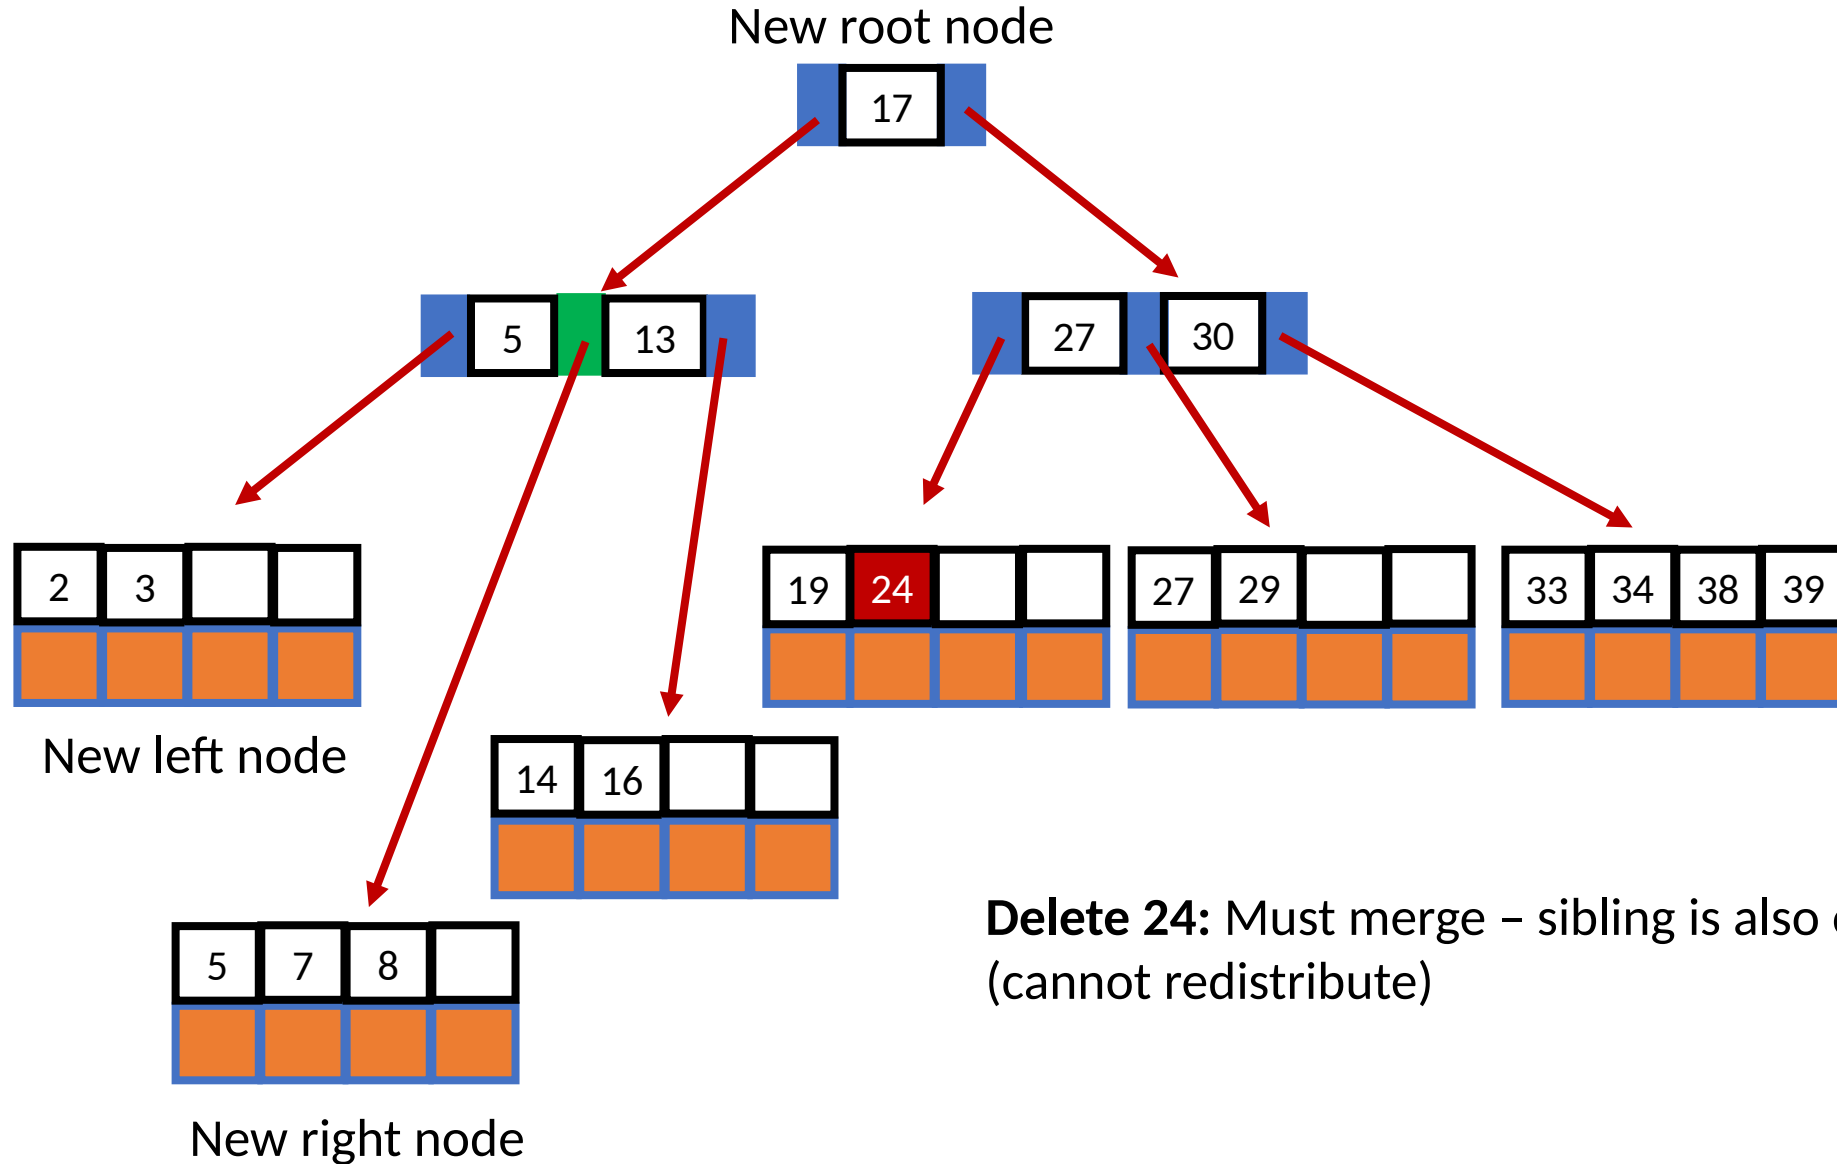 New root node
17
5 13
27 30
2 3
19 24
27 29
33 34 38 39
New left node
14 16
Delete 24: Must merge – sibling is also
(cannot redistribute)
5 7 8
New right node